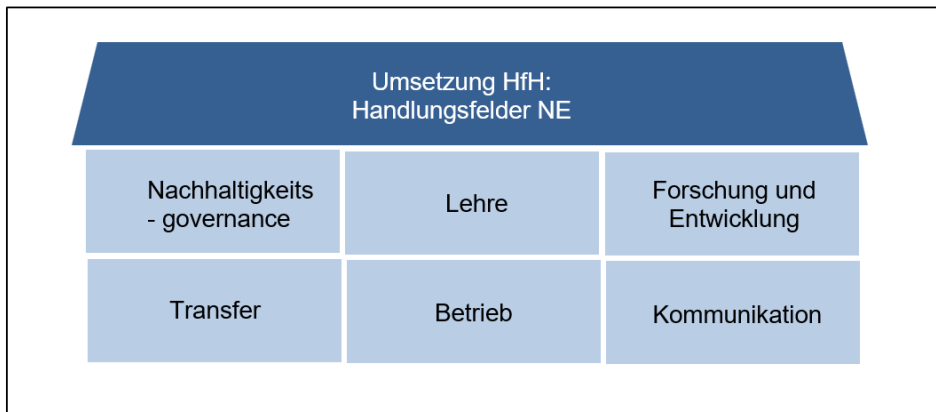 Umsetzung HfH:
Handlungsfelder NE
Nachhaltigkeits
- governance
Lehre
Forschung und
Entwicklung
Transfer
Betrieb
Kommunikation